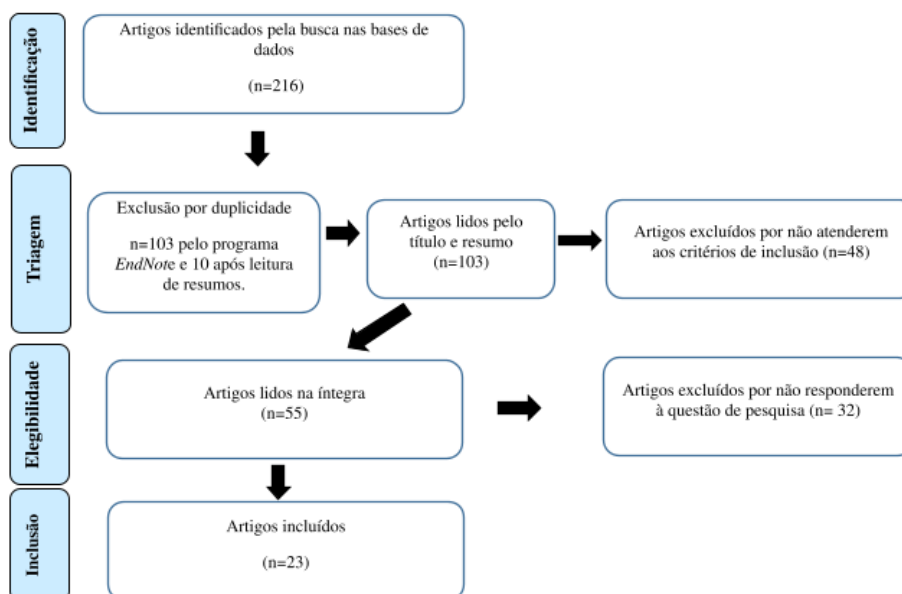 Identificação
Artigos identificados pela busca nas bases de
dados
(n=216)
Triagem
Exclusão por duplicidade
n=103 pelo programa
EndNote e 10 após leitura
de resumos.
Artigos lidos pelo
título e resumo
(n=103)
Artigos excluídos por não atenderem
aos critérios de inclusão (n=48)
Elegibilidade
Artigos lidos na íntegra
(n=55)
Artigos excluídos por não responderem
à questão de pesquisa (n= 32)
Inclusão
Artigos incluídos
(n=23)